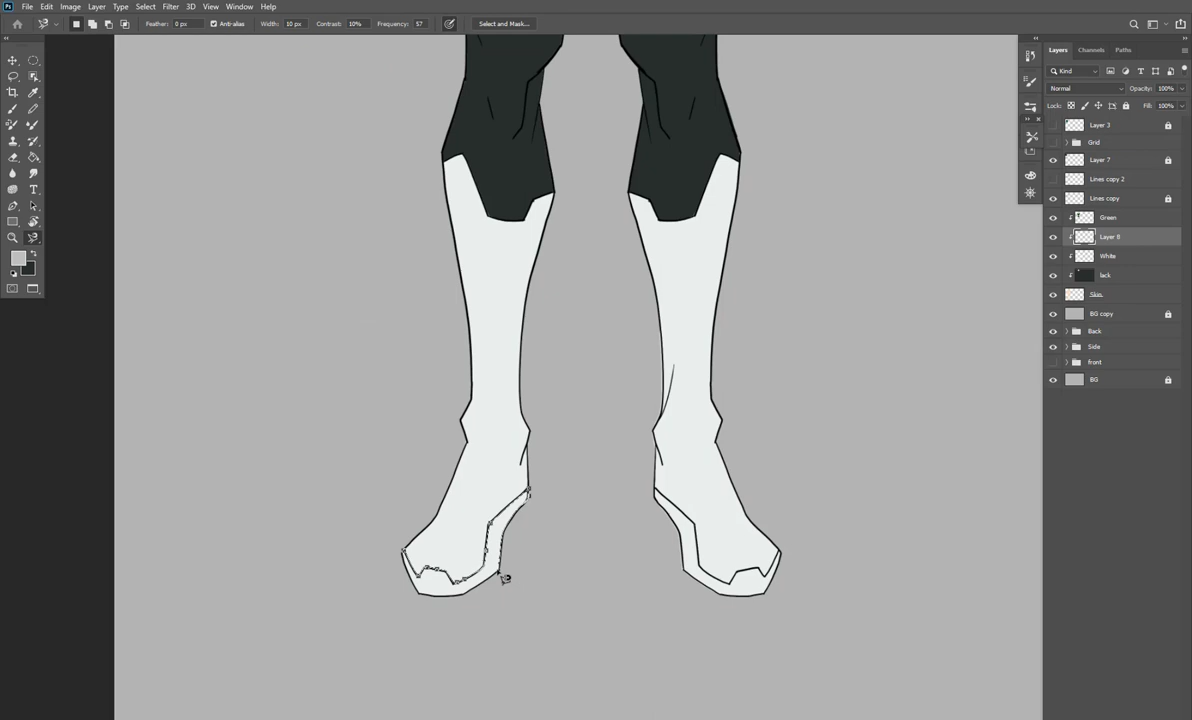 Ps File Edit Image Layer Type Select Filter 3D View Window Help
Feather: 0 px Anti-alias Width: 10 px Contrast: 10% Frequency: 57 Select and Mask...
Layers Channels Paths
Kind
Normal Opacity: 100%
Lock: Fill: 100%
Layer 3
Grid
Layer 7
Lines copy 2
Lines copy
Green
Layer 8
White
lack
Skin
BG copy
Back
Side
front
BG